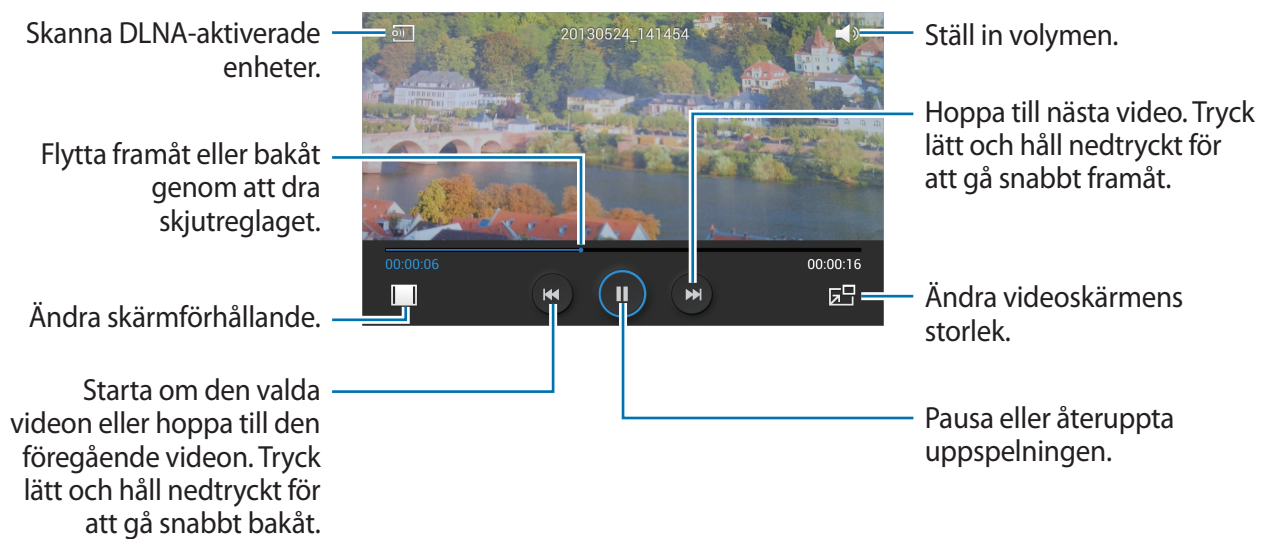 Skanna DLNA-aktiverade
enheter.
Flytta framåt eller bakåt
genom att dra
skjutreglaget.
Ändra skärmförhållande.
Starta om den valda
videon eller hoppa till den
föregående videon. Tryck
lätt och håll nedtryckt för
att gå snabbt bakåt.
20130524_141454
00:00:06
00:00:16
Ställ in volymen.
Hoppa till nästa video. Tryck
lätt och håll nedtryckt för
att gå snabbt framåt.
Ändra videoskärmens
storlek.
Pausa eller återuppta
uppspelningen.